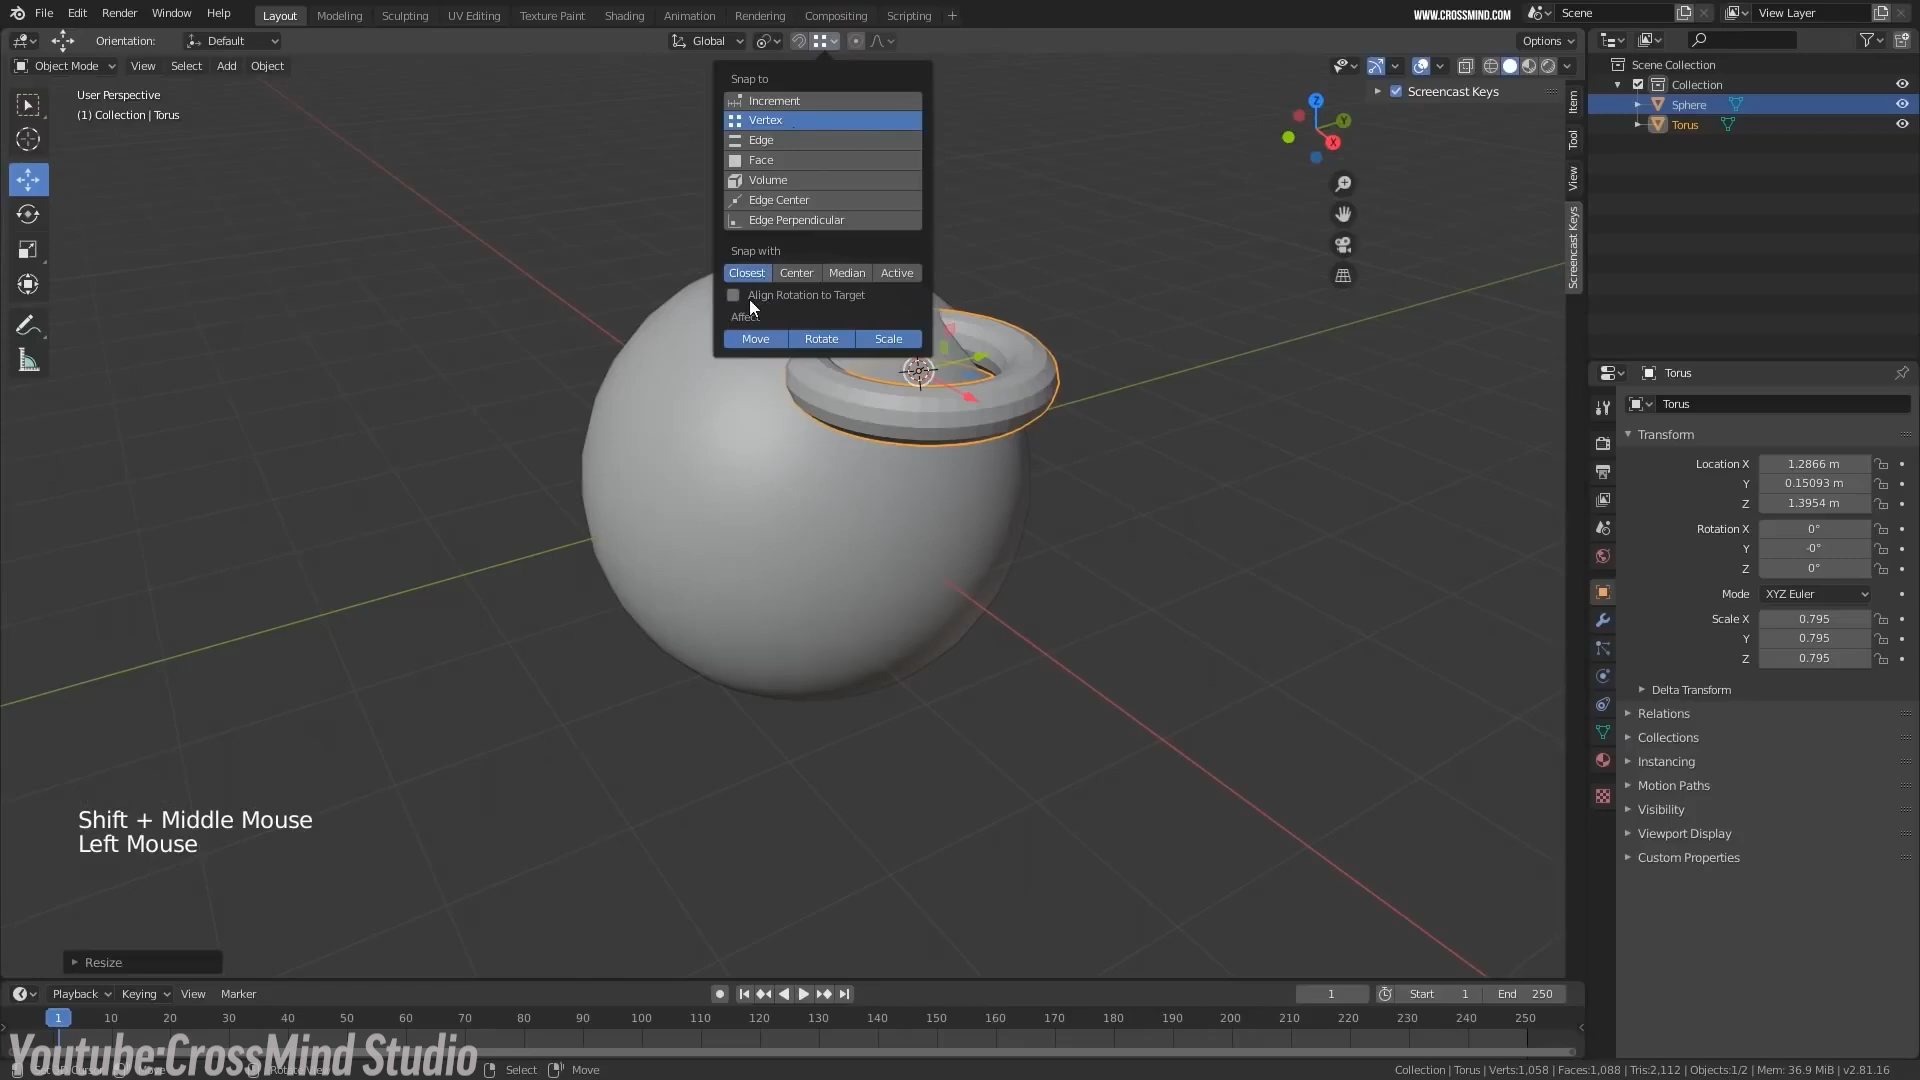 File Edit Render Window Help
Layout Modeling Sculpting UV Editing Texture Paint Shading Animation Rendering Compositing Scripting +
WWW.CROSSMIND.COM
Scene
View Layer
Orientation: Default
Global
Options
Object Mode View Select Add Object
User Perspective
(1) Collection | Torus
Snap to
Increment
Vertex
Edge
Face
Volume
Edge Center
Edge Perpendicular
Snap with
Closest Center Median Active
Align Rotation to Target
Affect
Move Rotate Scale
Screencast Keys
Z
Y
X
Item
Tool
View
Screencast Keys
Scene Collection
Collection
Sphere
Torus
Torus
Torus
Transform
Location X 1.2866 m
Y 0.15093 m
Z 1.3954 m
Rotation X 0°
Y -0°
Z 0°
Mode XYZ Euler
Scale X 0.795
Y 0.795
Z 0.795
Delta Transform
Relations
Collections
Instancing
Motion Paths
Visibility
Viewport Display
Custom Properties
Shift + Middle Mouse
Left Mouse
Resize
Playback Keying View Marker
1
Start 1
End 250
1 10 20 30 40 50 60 70 80 90 100 110 120 130 140 150 160 170 180 190 200 210 220 230 240 250
Youtube:CrossMind Studio
Select
Move
Collection | Torus | Verts:1,058 | Faces:1,088 | Tris:2,112 | Objects:1/2 | Mem: 36.9 MiB | v2.81.16